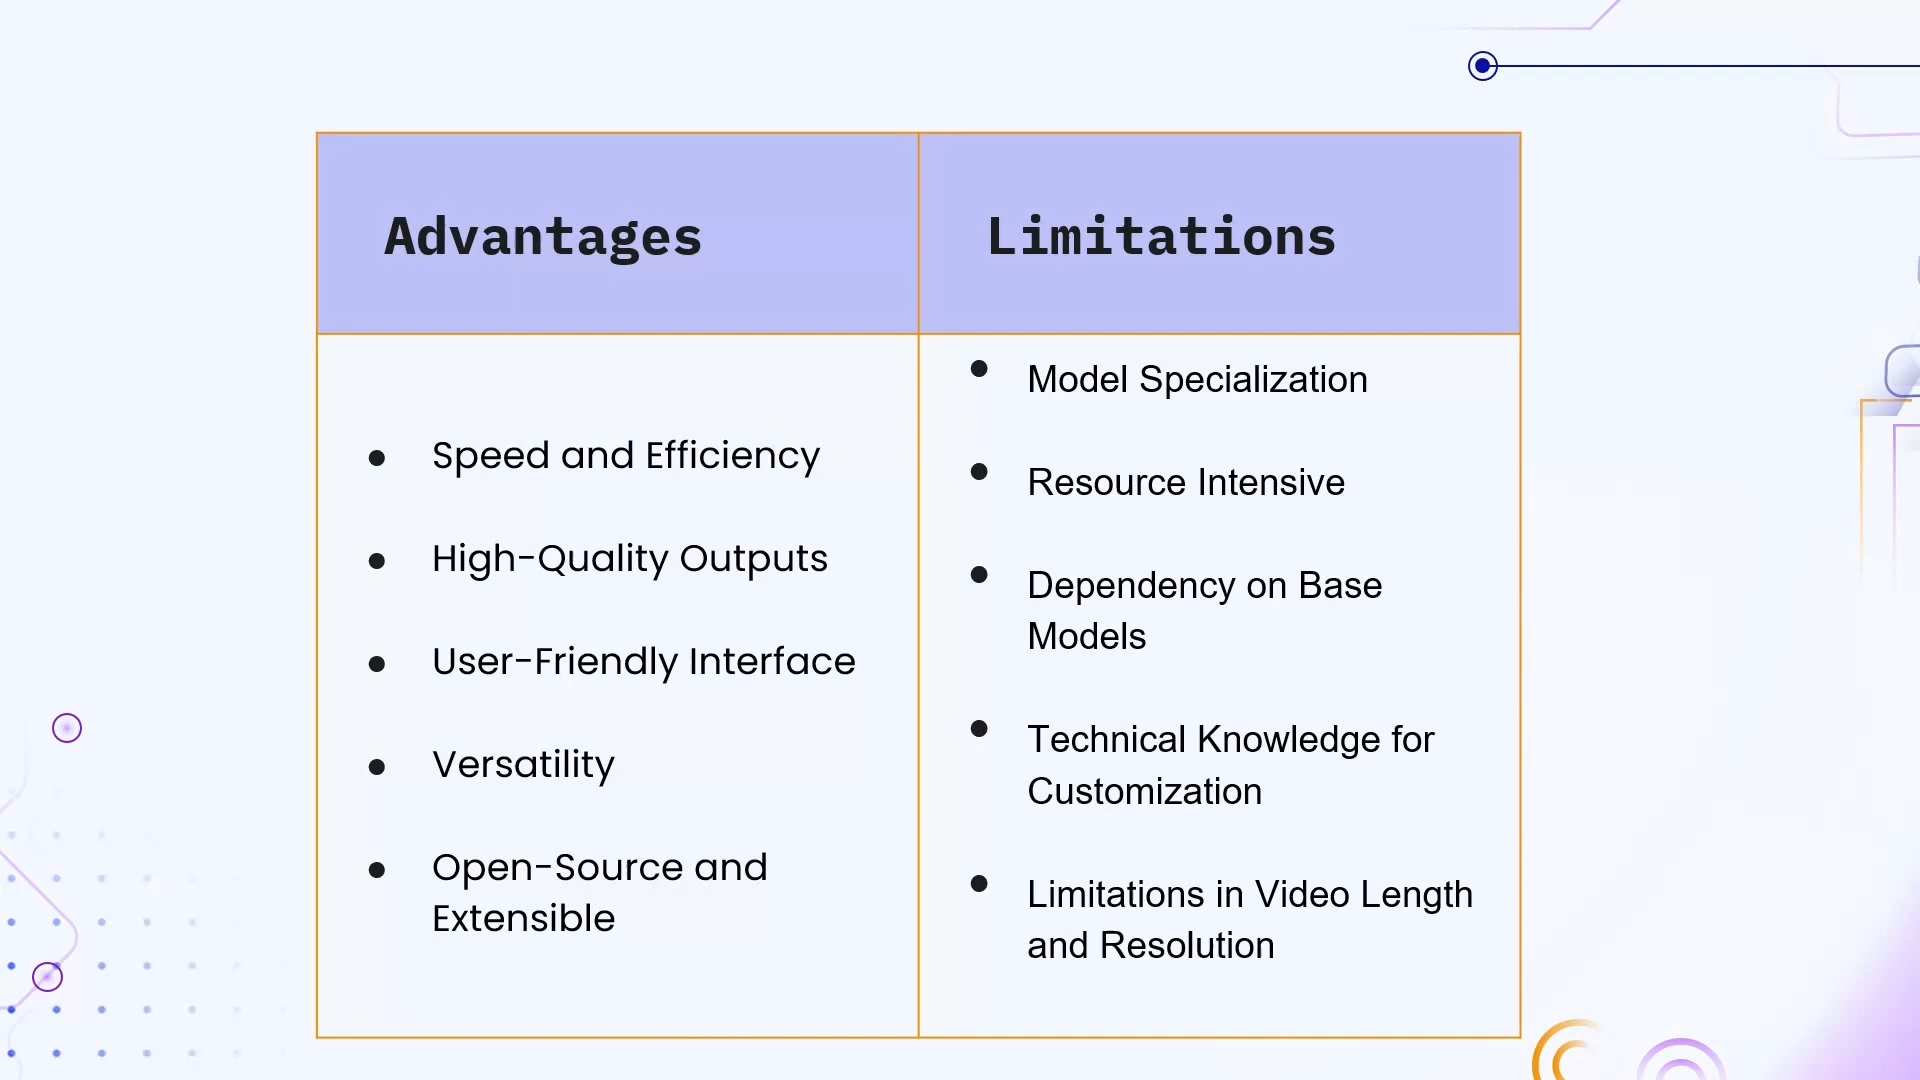 Advantages
Limitations
Speed and Efficiency
High-Quality Outputs
User-Friendly Interface
Versatility
Open-Source and
Extensible
Model Specialization
Resource Intensive
Dependency on Base
Models
Technical Knowledge for
Customization
Limitations in Video Length
and Resolution